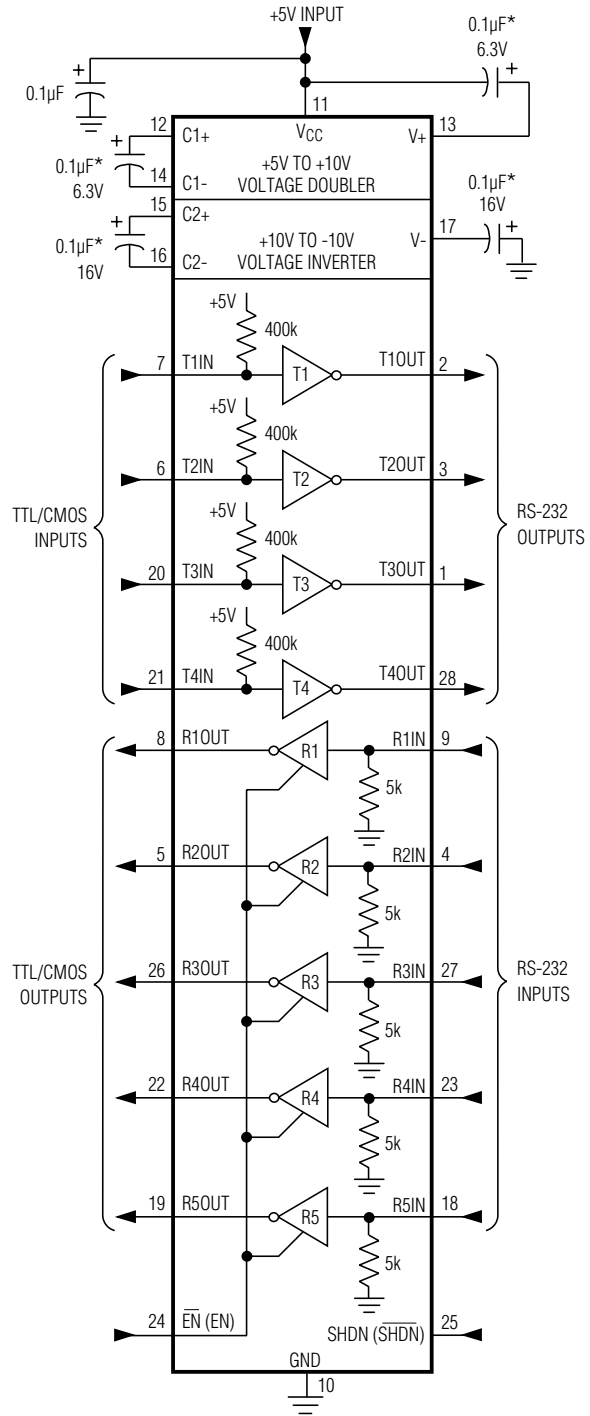 +5V INPUT
0.1µF*
6.3V
0.1µF
11
12
C1+
VCC
V+
13
0.1µF*
6.3V
14
C1-
+5V TO +10V
VOLTAGE DOUBLER
15
C2+
0.1µF*
16V
16
C2-
+10V TO -10V
VOLTAGE INVERTER
V-
17
0.1µF*
16V
+5V
400k
7
T1IN
T1
T1OUT
2
+5V
400k
6
T2IN
T2
T2OUT
3
TTL/CMOS
INPUTS
RS-232
OUTPUTS
+5V
400k
20
T3IN
T3
T3OUT
1
+5V
400k
21
T4IN
T4
T4OUT
28
8
R1OUT
R1
R1IN
9
5k
5
R2OUT
R2
R2IN
4
5k
TTL/CMOS
OUTPUTS
26
R3OUT
R3
R3IN
27
RS-232
INPUTS
5k
22
R4OUT
R4
R4IN
23
5k
19
R5OUT
R5
R5IN
18
5k
24
E̅N̅ (EN)
SHDN (S̅H̅D̅N̅)
25
GND
10